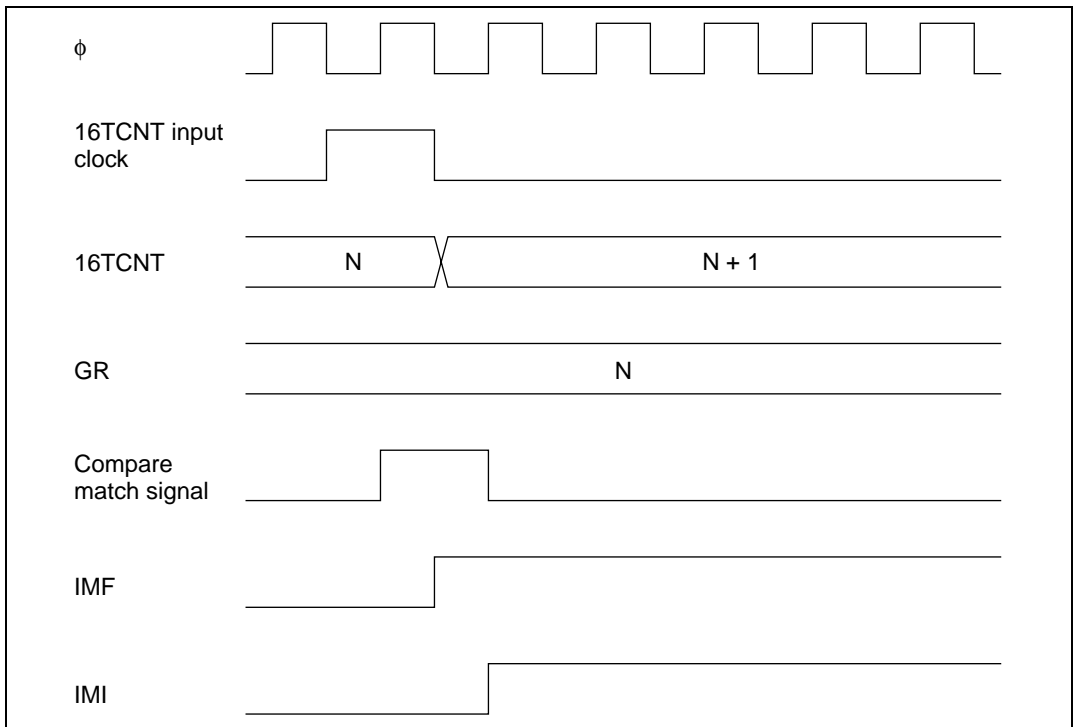 φ
16TCNT input
clock
16TCNT
N
N + 1
GR
N
Compare
match signal
IMF
IMI